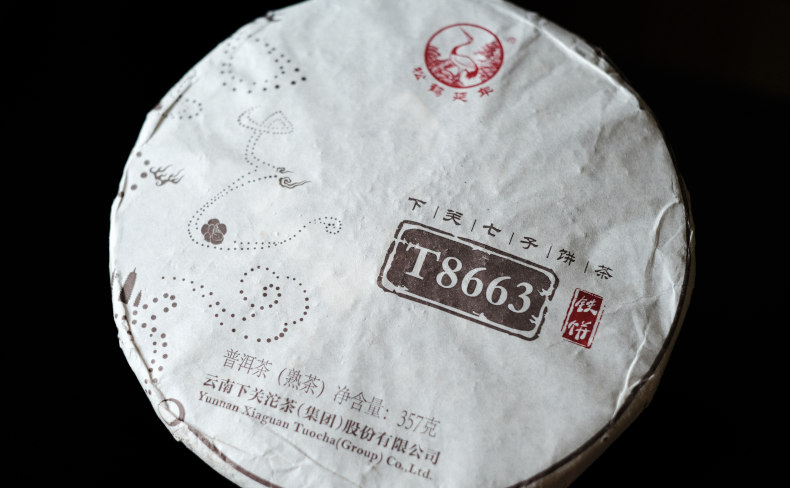 松鹤延年
下|关|七|子|饼|茶
T8663
铁饼
普洱茶（熟茶）净含量：357克
云南下关沱茶(集团)股份有限公司
Yunnan Xiaguan Tuocha(Group) Co.,Ltd.